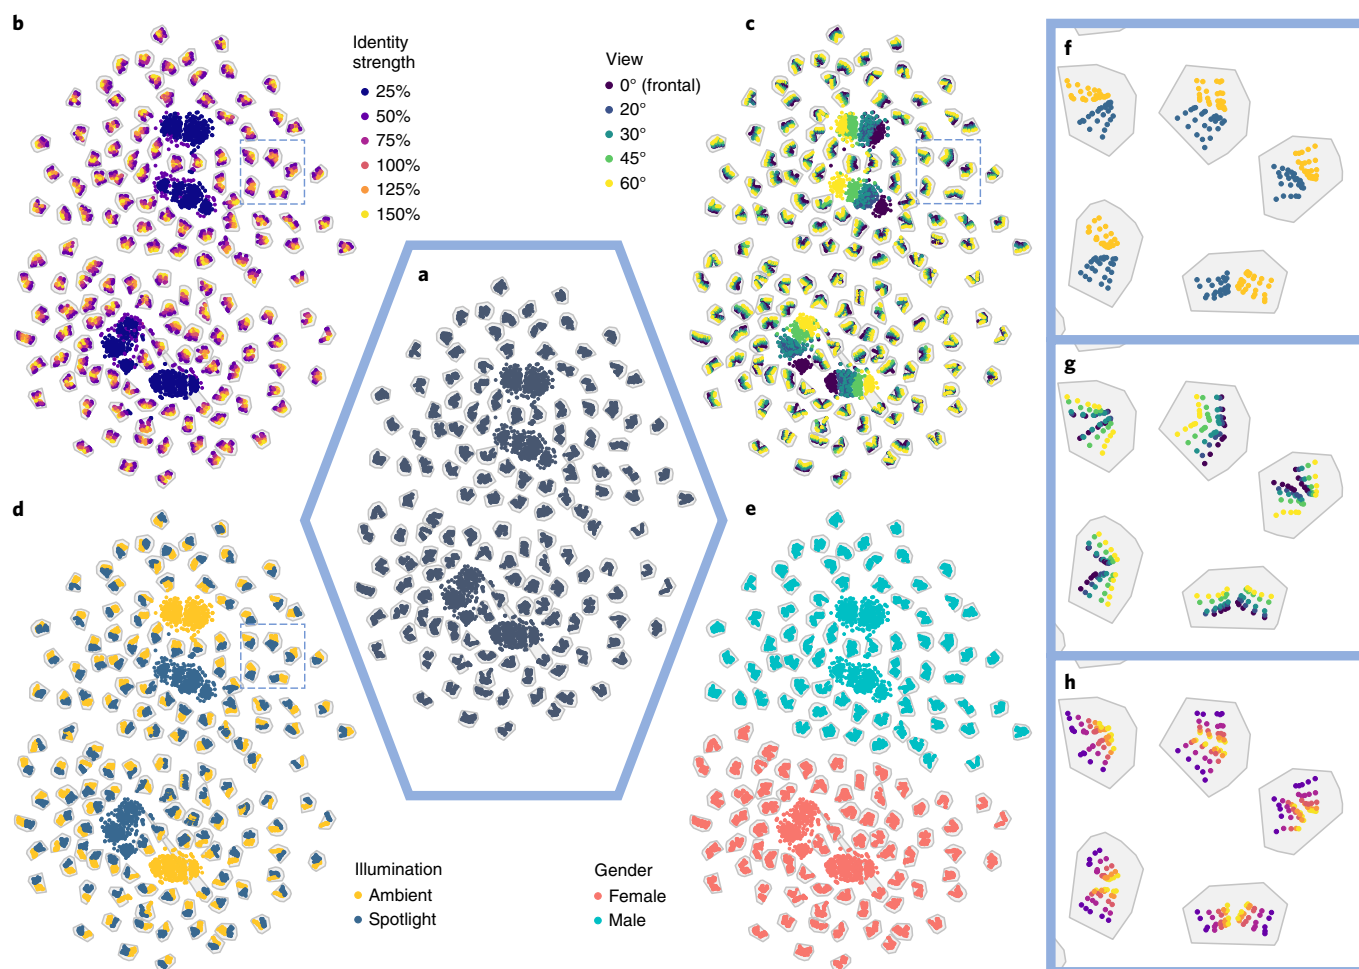 b
Identity
strength
25%
50%
75%
100%
125%
150%
c
View
0° (frontal)
20°
30°
45°
60°
f
a
g
d
e
h
Illumination
Ambient
Spotlight
Gender
Female
Male